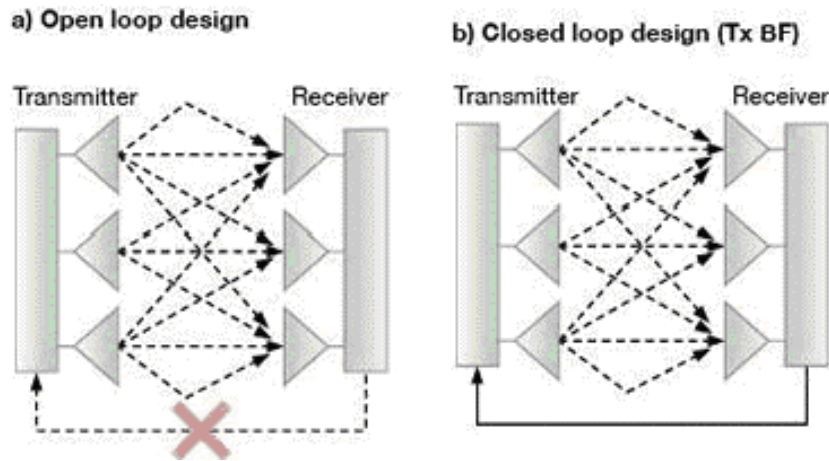 a) Open loop design
Transmitter
Receiver
b) Closed loop design (Tx BF)
Transmitter
Receiver